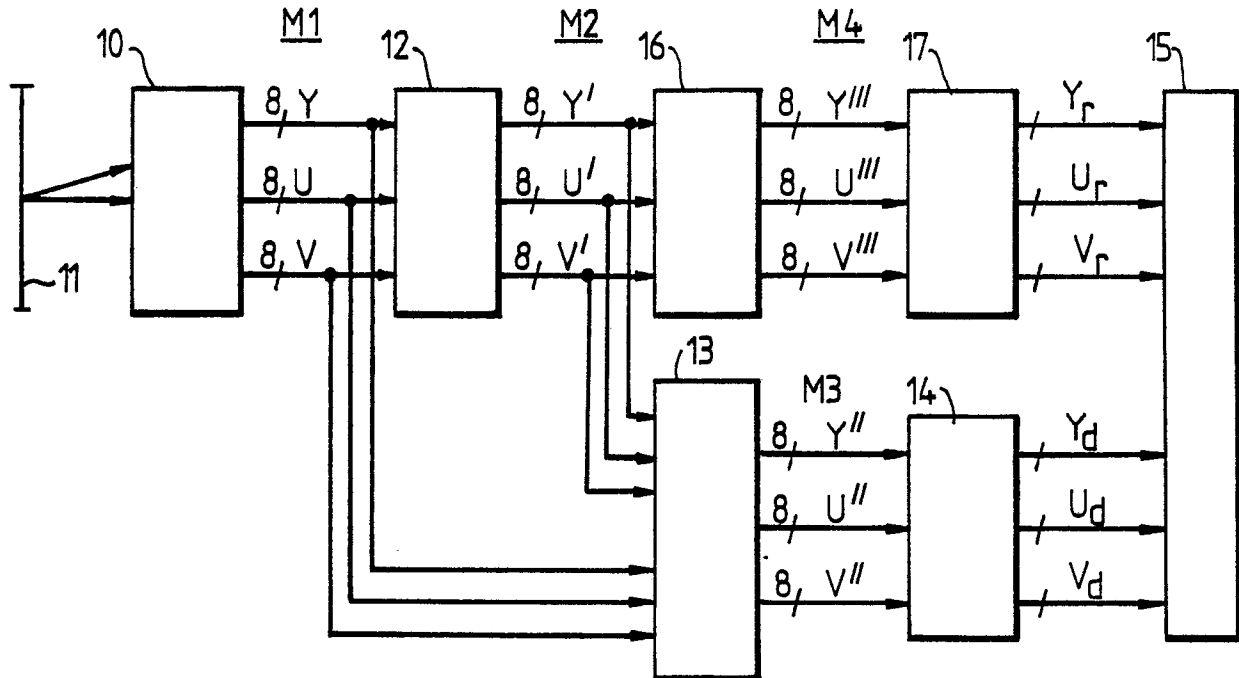 M1 M2 M4
10 12 16 17 15
8 Y 8 Y′ 8 Y‴ Yr
8 U 8 U′ 8 U‴ Ur
8 V 8 V′ 8 V‴ Vr
11
13 M3 14
8 Y″ Yd
8 U″ Ud
8 V″ Vd